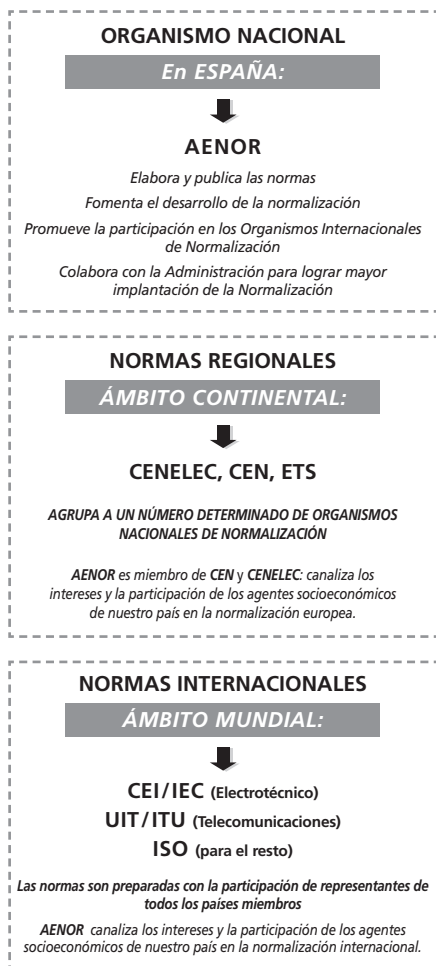 ORGANISMO NACIONAL
En ESPAÑA:
AENOR
Elabora y publica las normas
Fomenta el desarrollo de la normalización
Promueve la participación en los Organismos Internacionales
de Normalización
Colabora con la Administración para lograr mayor
implantación de la Normalización
NORMAS REGIONALES
ÁMBITO CONTINENTAL:
CENELEC, CEN, ETS
AGRUPA A UN NÚMERO DETERMINADO DE ORGANISMOS
NACIONALES DE NORMALIZACIÓN
AENOR es miembro de CEN y CENELEC: canaliza los
intereses y la participación de los agentes socioeconómicos
de nuestro país en la normalización europea.
NORMAS INTERNACIONALES
ÁMBITO MUNDIAL:
CEI/IEC (Electrotécnico)
UIT/ITU (Telecomunicaciones)
ISO (para el resto)
Las normas son preparadas con la participación de representantes de
todos los países miembros
AENOR canaliza los intereses y la participación de los agentes
socioeconómicos de nuestro país en la normalización internacional.